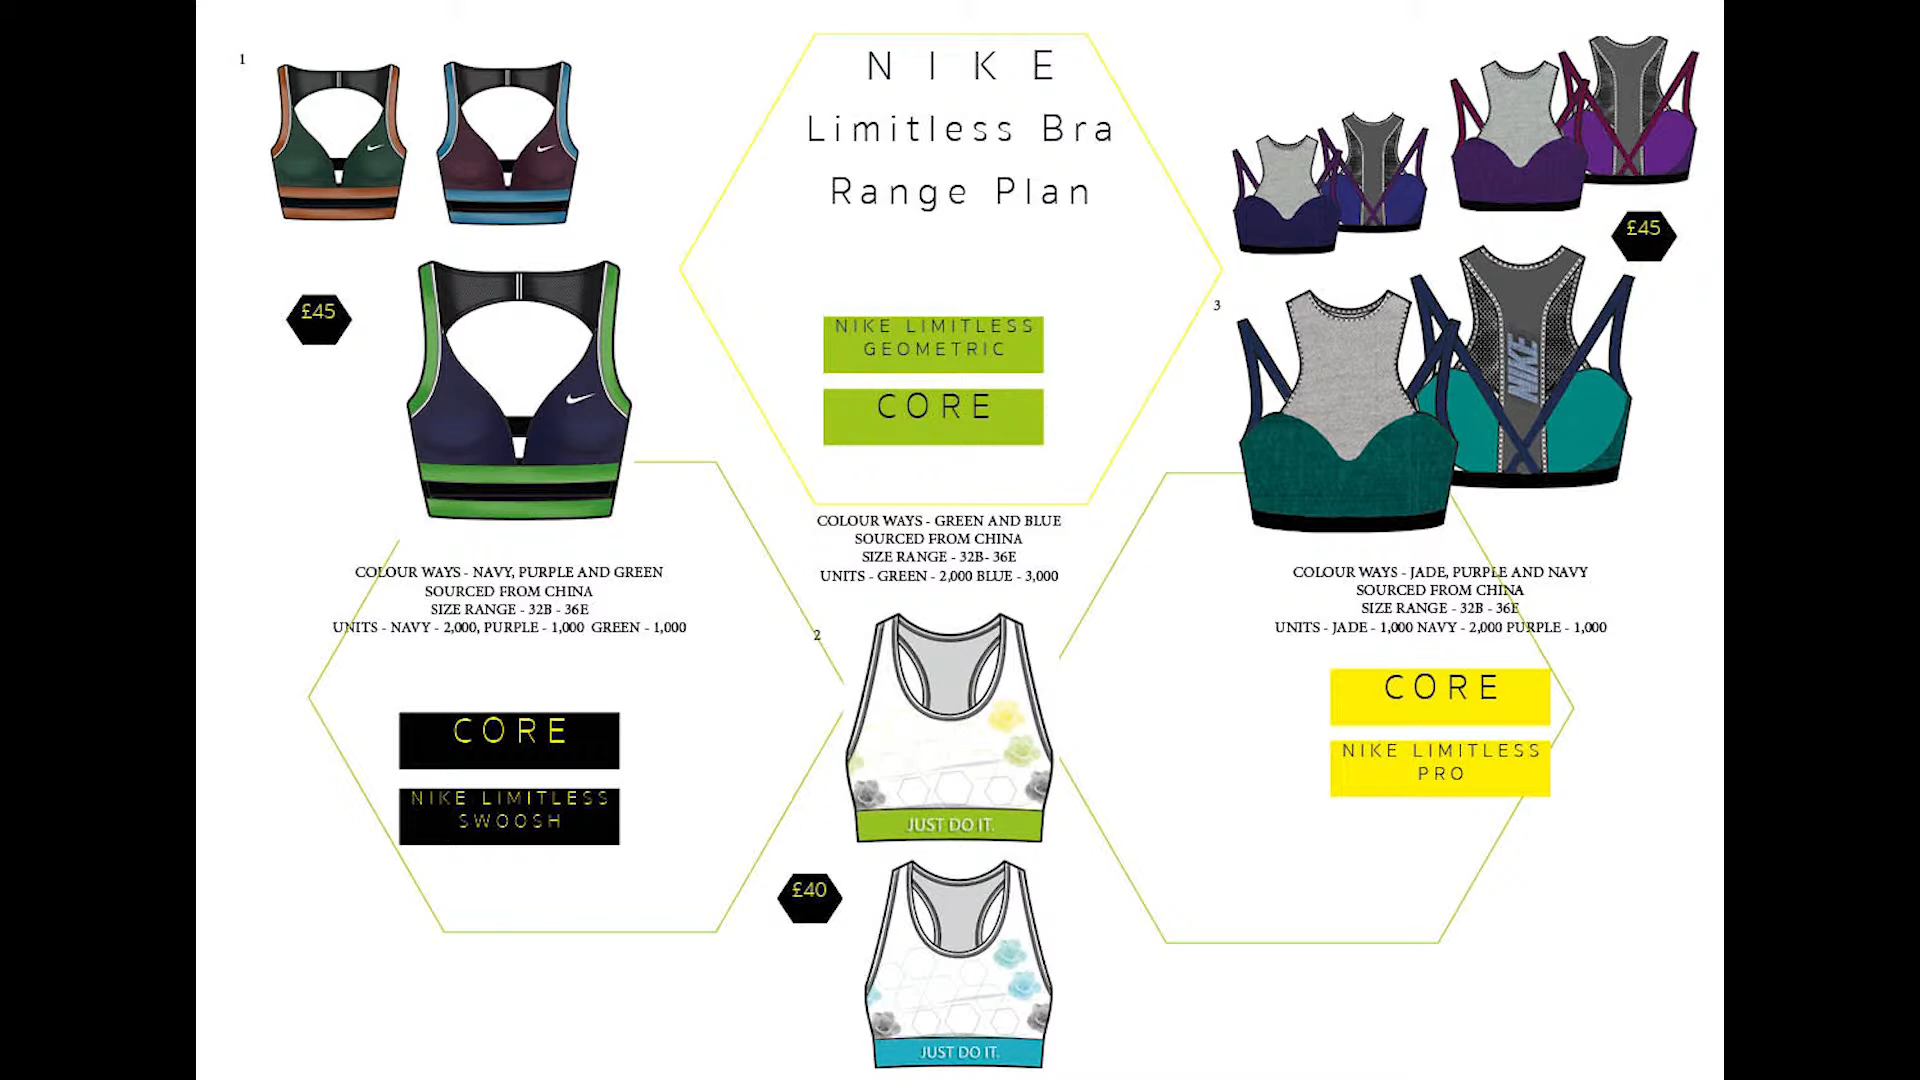 1
£45
NIKE
Limitless Bra
Range Plan
NIKE LIMITLESS
GEOMETRIC
CORE
£45
3
NIKE
COLOUR WAYS - NAVY, PURPLE AND GREEN
SOURCED FROM CHINA
SIZE RANGE - 32B - 36E
UNITS - NAVY - 2,000, PURPLE - 1,000 GREEN - 1,000
CORE
NIKE LIMITLESS
SWOOSH
COLOUR WAYS - GREEN AND BLUE
SOURCED FROM CHINA
SIZE RANGE - 32B- 36E
UNITS - GREEN - 2,000 BLUE - 3,000
2
JUST DO IT.
£40
JUST DO IT.
COLOUR WAYS - JADE, PURPLE AND NAVY
SOURCED FROM CHINA
SIZE RANGE - 32B - 36E
UNITS - JADE - 1,000 NAVY - 2,000 PURPLE - 1,000
CORE
NIKE LIMITLESS
PRO